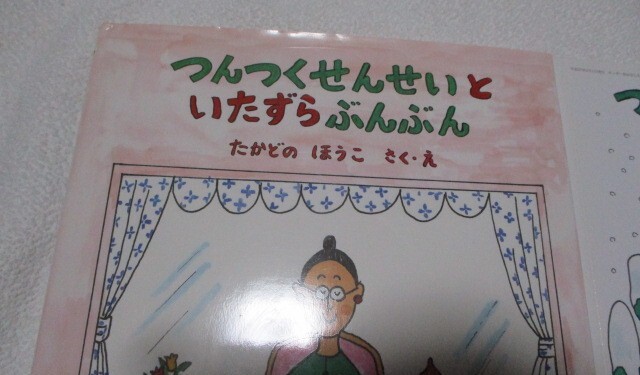 つんつくせんせいと
いたずらぶんぶん
たかどの ほうこ さく・え
つ